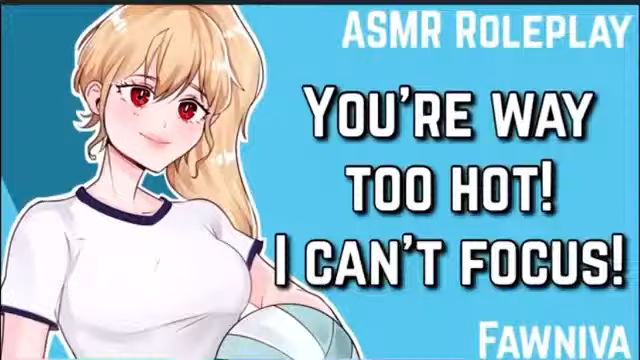 ASMR Roleplay
You're way
too hot!
I can't focus!
Fawniva